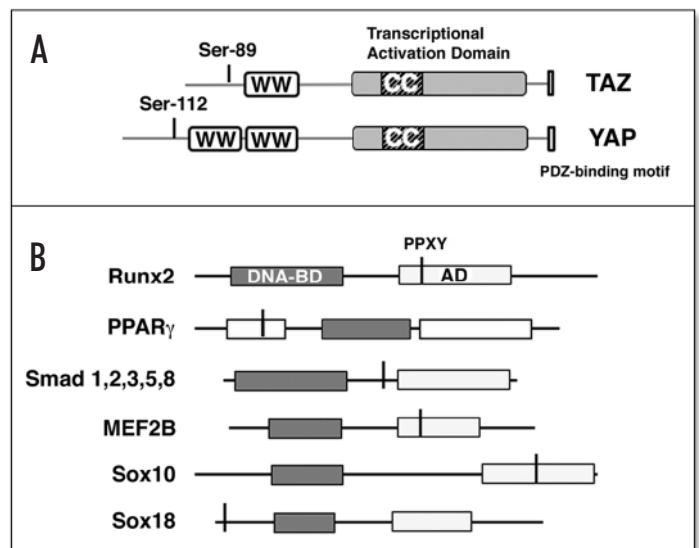 A
Transcriptional
Activation Domain
Ser-89
WW
CC
TAZ
Ser-112
WW WW
CC
YAP
PDZ-binding motif
B
PPXY
Runx2
DNA-BD
AD
PPARγ
Smad 1,2,3,5,8
MEF2B
Sox10
Sox18